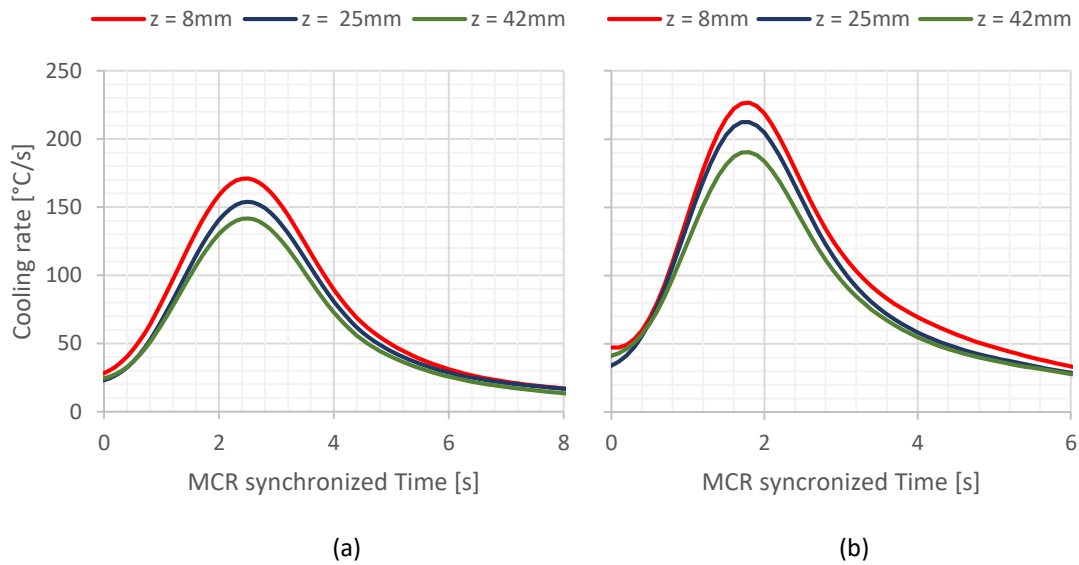 z = 8mm z = 25mm z = 42mm
z = 8mm z = 25mm z = 42mm
Cooling rate [°C/s]
250
200
150
100
50
0
0 2 4 6 8
0 2 4 6
MCR synchronized Time [s]
MCR syncronized Time [s]
(a)
(b)